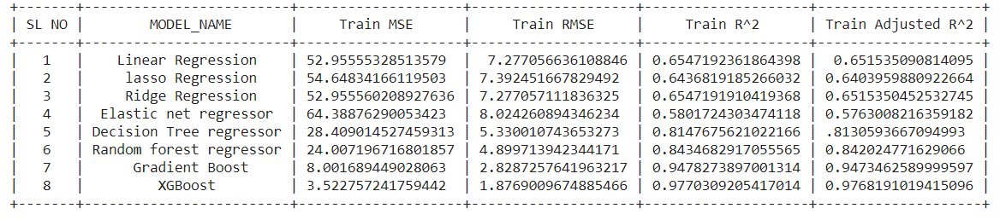 +-------+--------------------------+--------------------+--------------------+--------------------+--------------------+
| SL NO |        MODEL_NAME        |     Train MSE      |     Train RMSE     |     Train R^2      | Train Adjusted R^2 |
+-------+--------------------------+--------------------+--------------------+--------------------+--------------------+
|   1   |    Linear Regression     | 52.95555328513579  |  7.277056636108846 | 0.6547192361864398 |  0.651535090814095 |
|   2   |     lasso Regression     | 54.64834166119503  | 7.392451667829492  | 0.6436819185266032 | 0.6403959880922664 |
|   3   |     Ridge Regression     | 52.955560208927636 | 7.277057111836325  | 0.6547191910419368 | 0.6515350452532745 |
|   4   |  Elastic net regressor   | 64.38876290053423  | 8.024260894346234  | 0.5801724303474118 | 0.5763008216359182 |
|   5   | Decision Tree regressor  | 28.409014527459313 | 5.330010743653273  | 0.8147675621022166 | .8130593667094993  |
|   6   | Random forest regressor  | 24.007196716801857 | 4.899713942344171  | 0.8434682917055565 | 0.842024771629066  |
|   7   |      Gradient Boost      | 8.001689449028063  | 2.8287257641963217 | 0.9478273897001314 | 0.9473462589999597 |
|   8   |         XGBoost          | 3.522757241759442  | 1.8769009674885466 | 0.9770309205417014 | 0.9768191019415096 |
+-------+--------------------------+--------------------+--------------------+--------------------+--------------------+